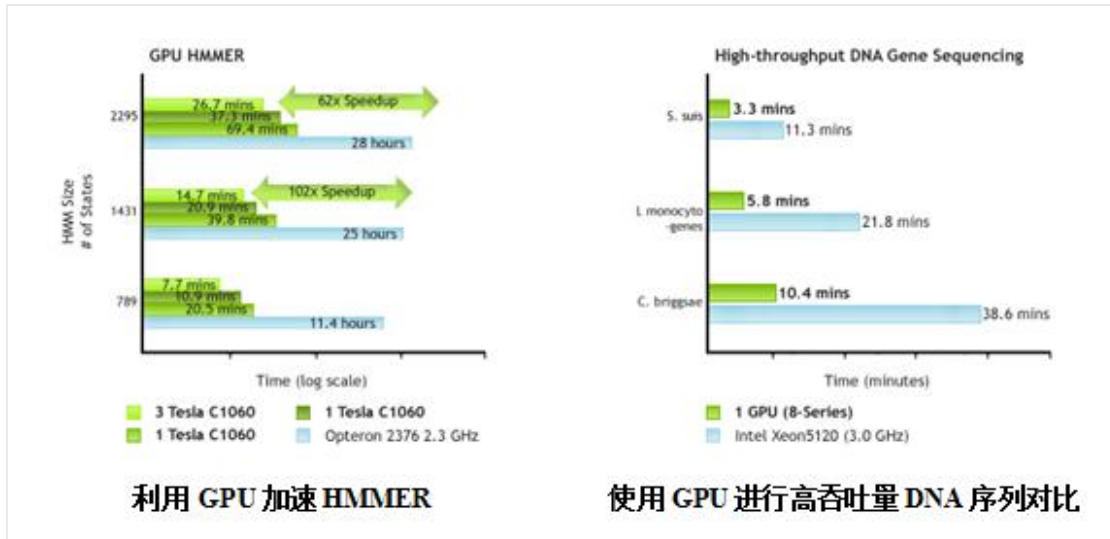 GPU HMMER
HMM Size
# of States
2295
26.7 mins
62x Speedup
37.3 mins
69.4 mins
28 hours
1431
14.7 mins
102x Speedup
20.9 mins
39.8 mins
25 hours
789
7.7 mins
10.9 mins
20.5 mins
11.4 hours
Time (log scale)
3 Tesla C1060
1 Tesla C1060
1 Tesla C1060
Opteron 2376 2.3 GHz
利用 GPU 加速 HMMER
High-throughput DNA Gene Sequencing
S. suis
3.3 mins
11.3 mins
l monocyto
-genes
5.8 mins
21.8 mins
C. briggsae
10.4 mins
38.6 mins
Time (minutes)
1 GPU (8-Series)
Intel Xeon5120 (3.0 GHz)
使用 GPU 进行高吞吐量 DNA 序列对比